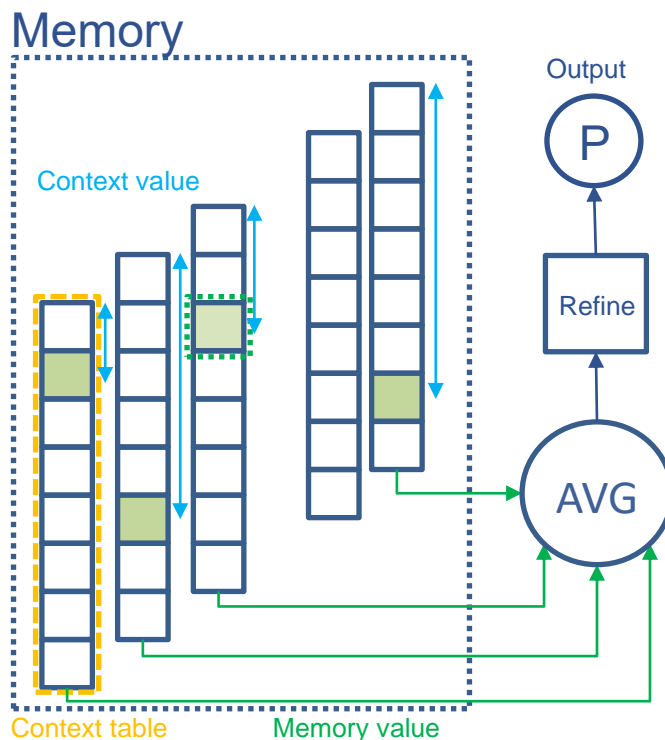 Memory
Output
P
Context value
Refine
AVG
Context table
Memory value